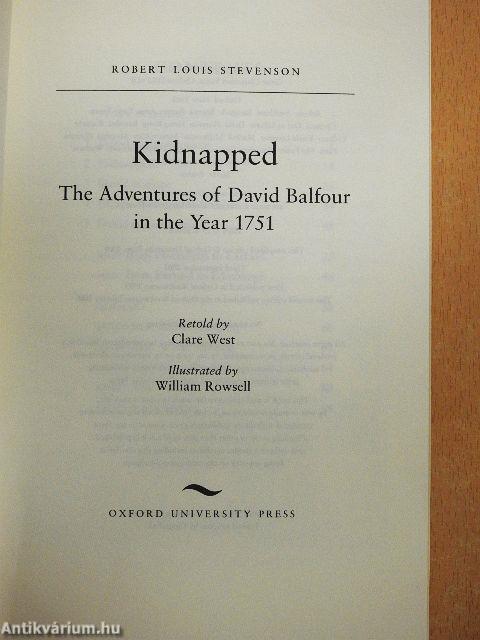 ROBERT LOUIS STEVENSON
Kidnapped
The Adventures of David Balfour
in the Year 1751
Retold by
Clare West
Illustrated by
William Rowsell
OXFORD UNIVERSITY PRESS
Antikvárium.hu